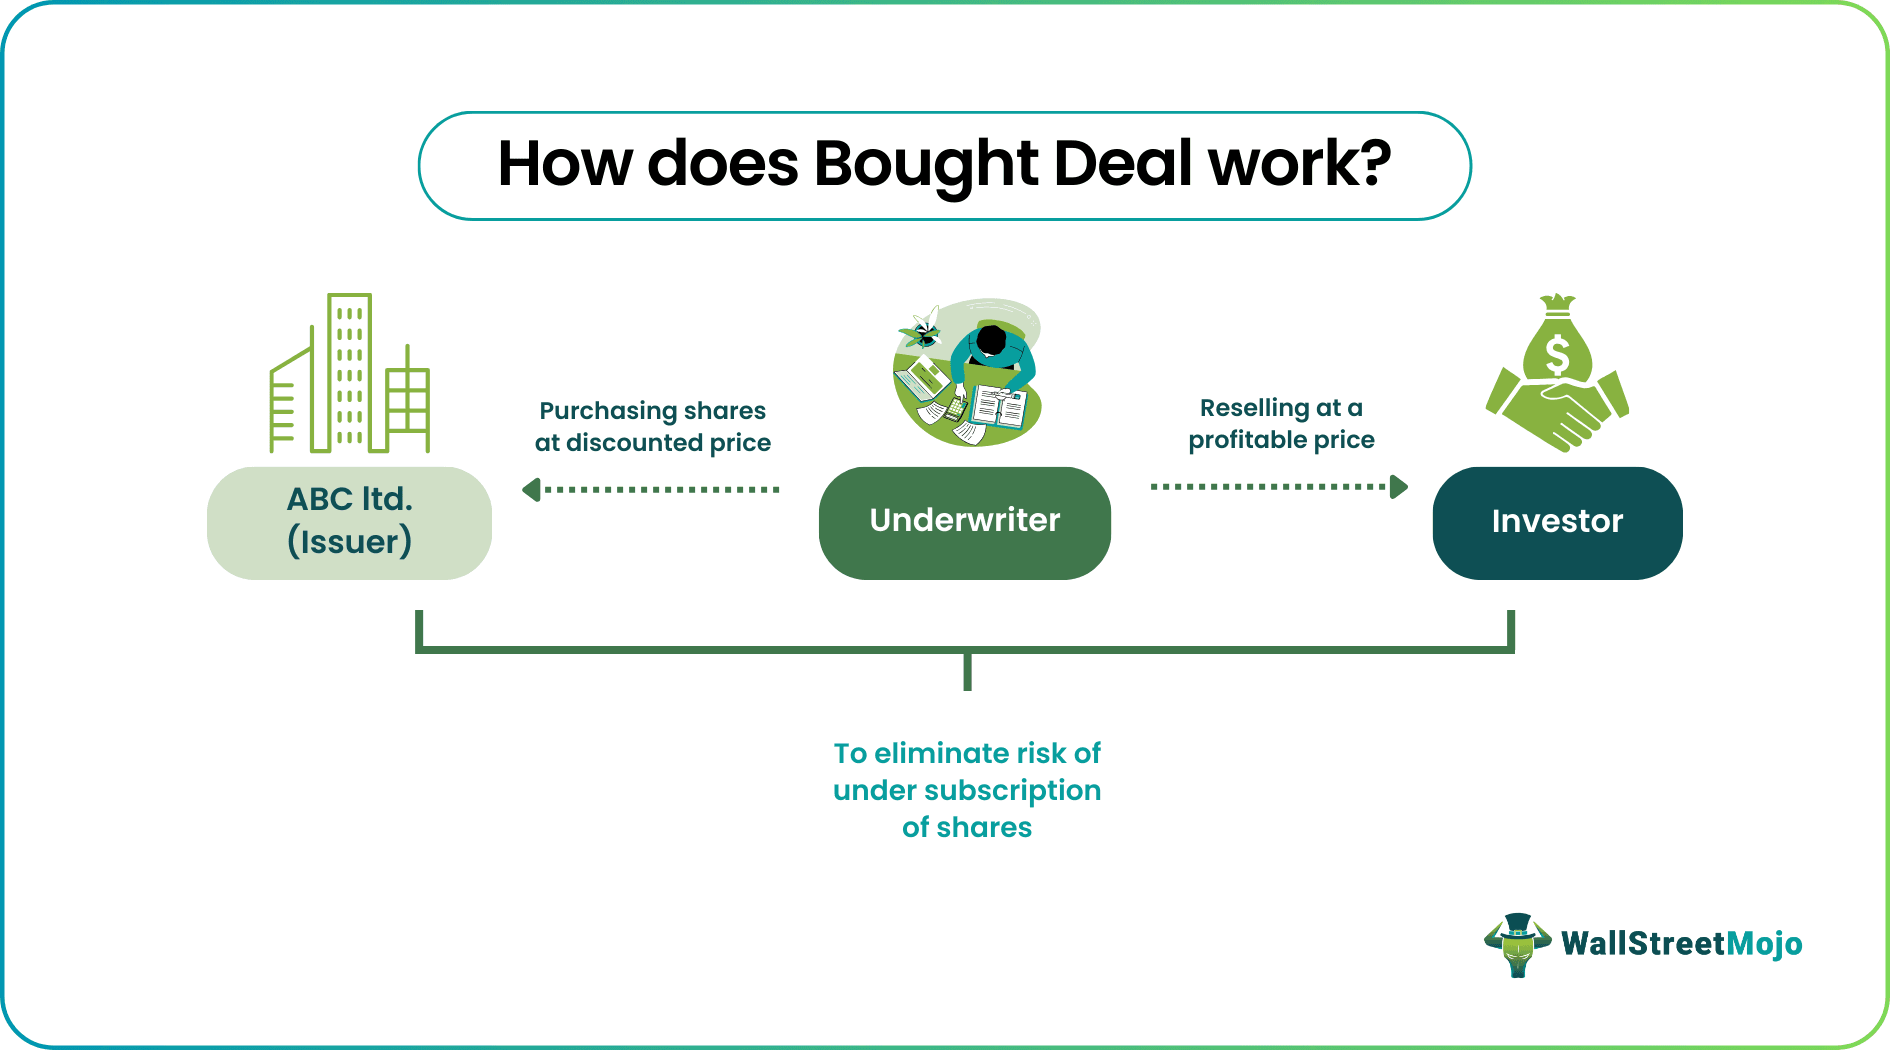 How does Bought Deal work?
Purchasing shares
at discounted price
Reselling at a
profitable price
$
ABC ltd.
(Issuer)
Underwriter
Investor
To eliminate risk of
under subscription
of shares
WallStreetMojo